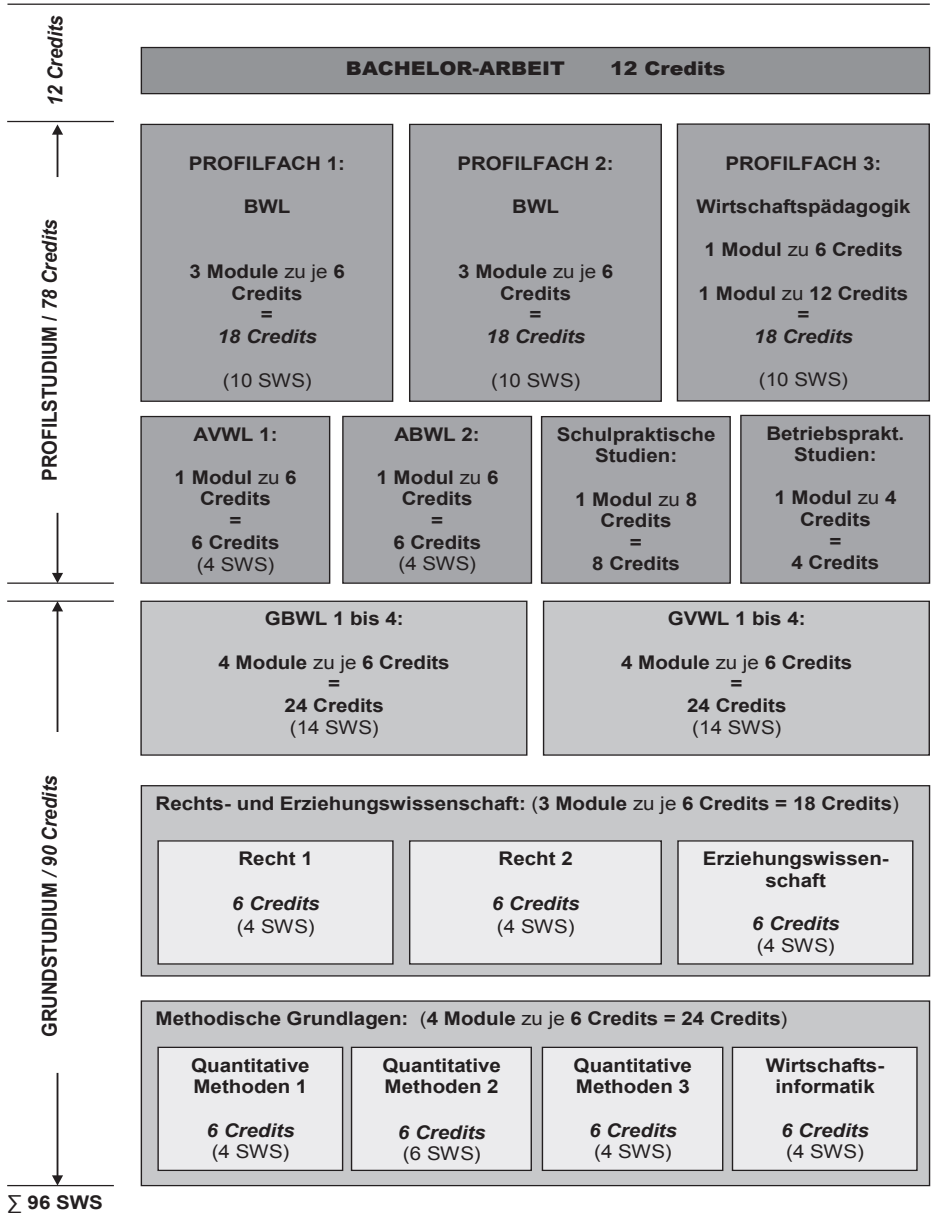 12 Credits
BACHELOR-ARBEIT 12 Credits
PROFILSTUDIUM / 78 Credits
PROFILFACH 1:
BWL
3 Module zu je 6
Credits
=
18 Credits
(10 SWS)
PROFILFACH 2:
BWL
3 Module zu je 6
Credits
=
18 Credits
(10 SWS)
PROFILFACH 3:
Wirtschaftspädagogik
1 Modul zu 6 Credits
1 Modul zu 12 Credits
=
18 Credits
(10 SWS)
AVWL 1:
1 Modul zu 6
Credits
=
6 Credits
(4 SWS)
ABWL 2:
1 Modul zu 6
Credits
=
6 Credits
(4 SWS)
Schulpraktische
Studien:
1 Modul zu 8
Credits
=
8 Credits
Betriebsprakt.
Studien:
1 Modul zu 4
Credits
=
4 Credits
GRUNDSTUDIUM / 90 Credits
GBWL 1 bis 4:
4 Module zu je 6 Credits
=
24 Credits
(14 SWS)
GVWL 1 bis 4:
4 Module zu je 6 Credits
=
24 Credits
(14 SWS)
Rechts- und Erziehungswissenschaft: (3 Module zu je 6 Credits = 18 Credits)
Recht 1
6 Credits
(4 SWS)
Recht 2
6 Credits
(4 SWS)
Erziehungswissen-
schaft
6 Credits
(4 SWS)
Methodische Grundlagen: (4 Module zu je 6 Credits = 24 Credits)
Quantitative
Methoden 1
6 Credits
(4 SWS)
Quantitative
Methoden 2
6 Credits
(6 SWS)
Quantitative
Methoden 3
6 Credits
(4 SWS)
Wirtschafts-
informatik
6 Credits
(4 SWS)
∑ 96 SWS